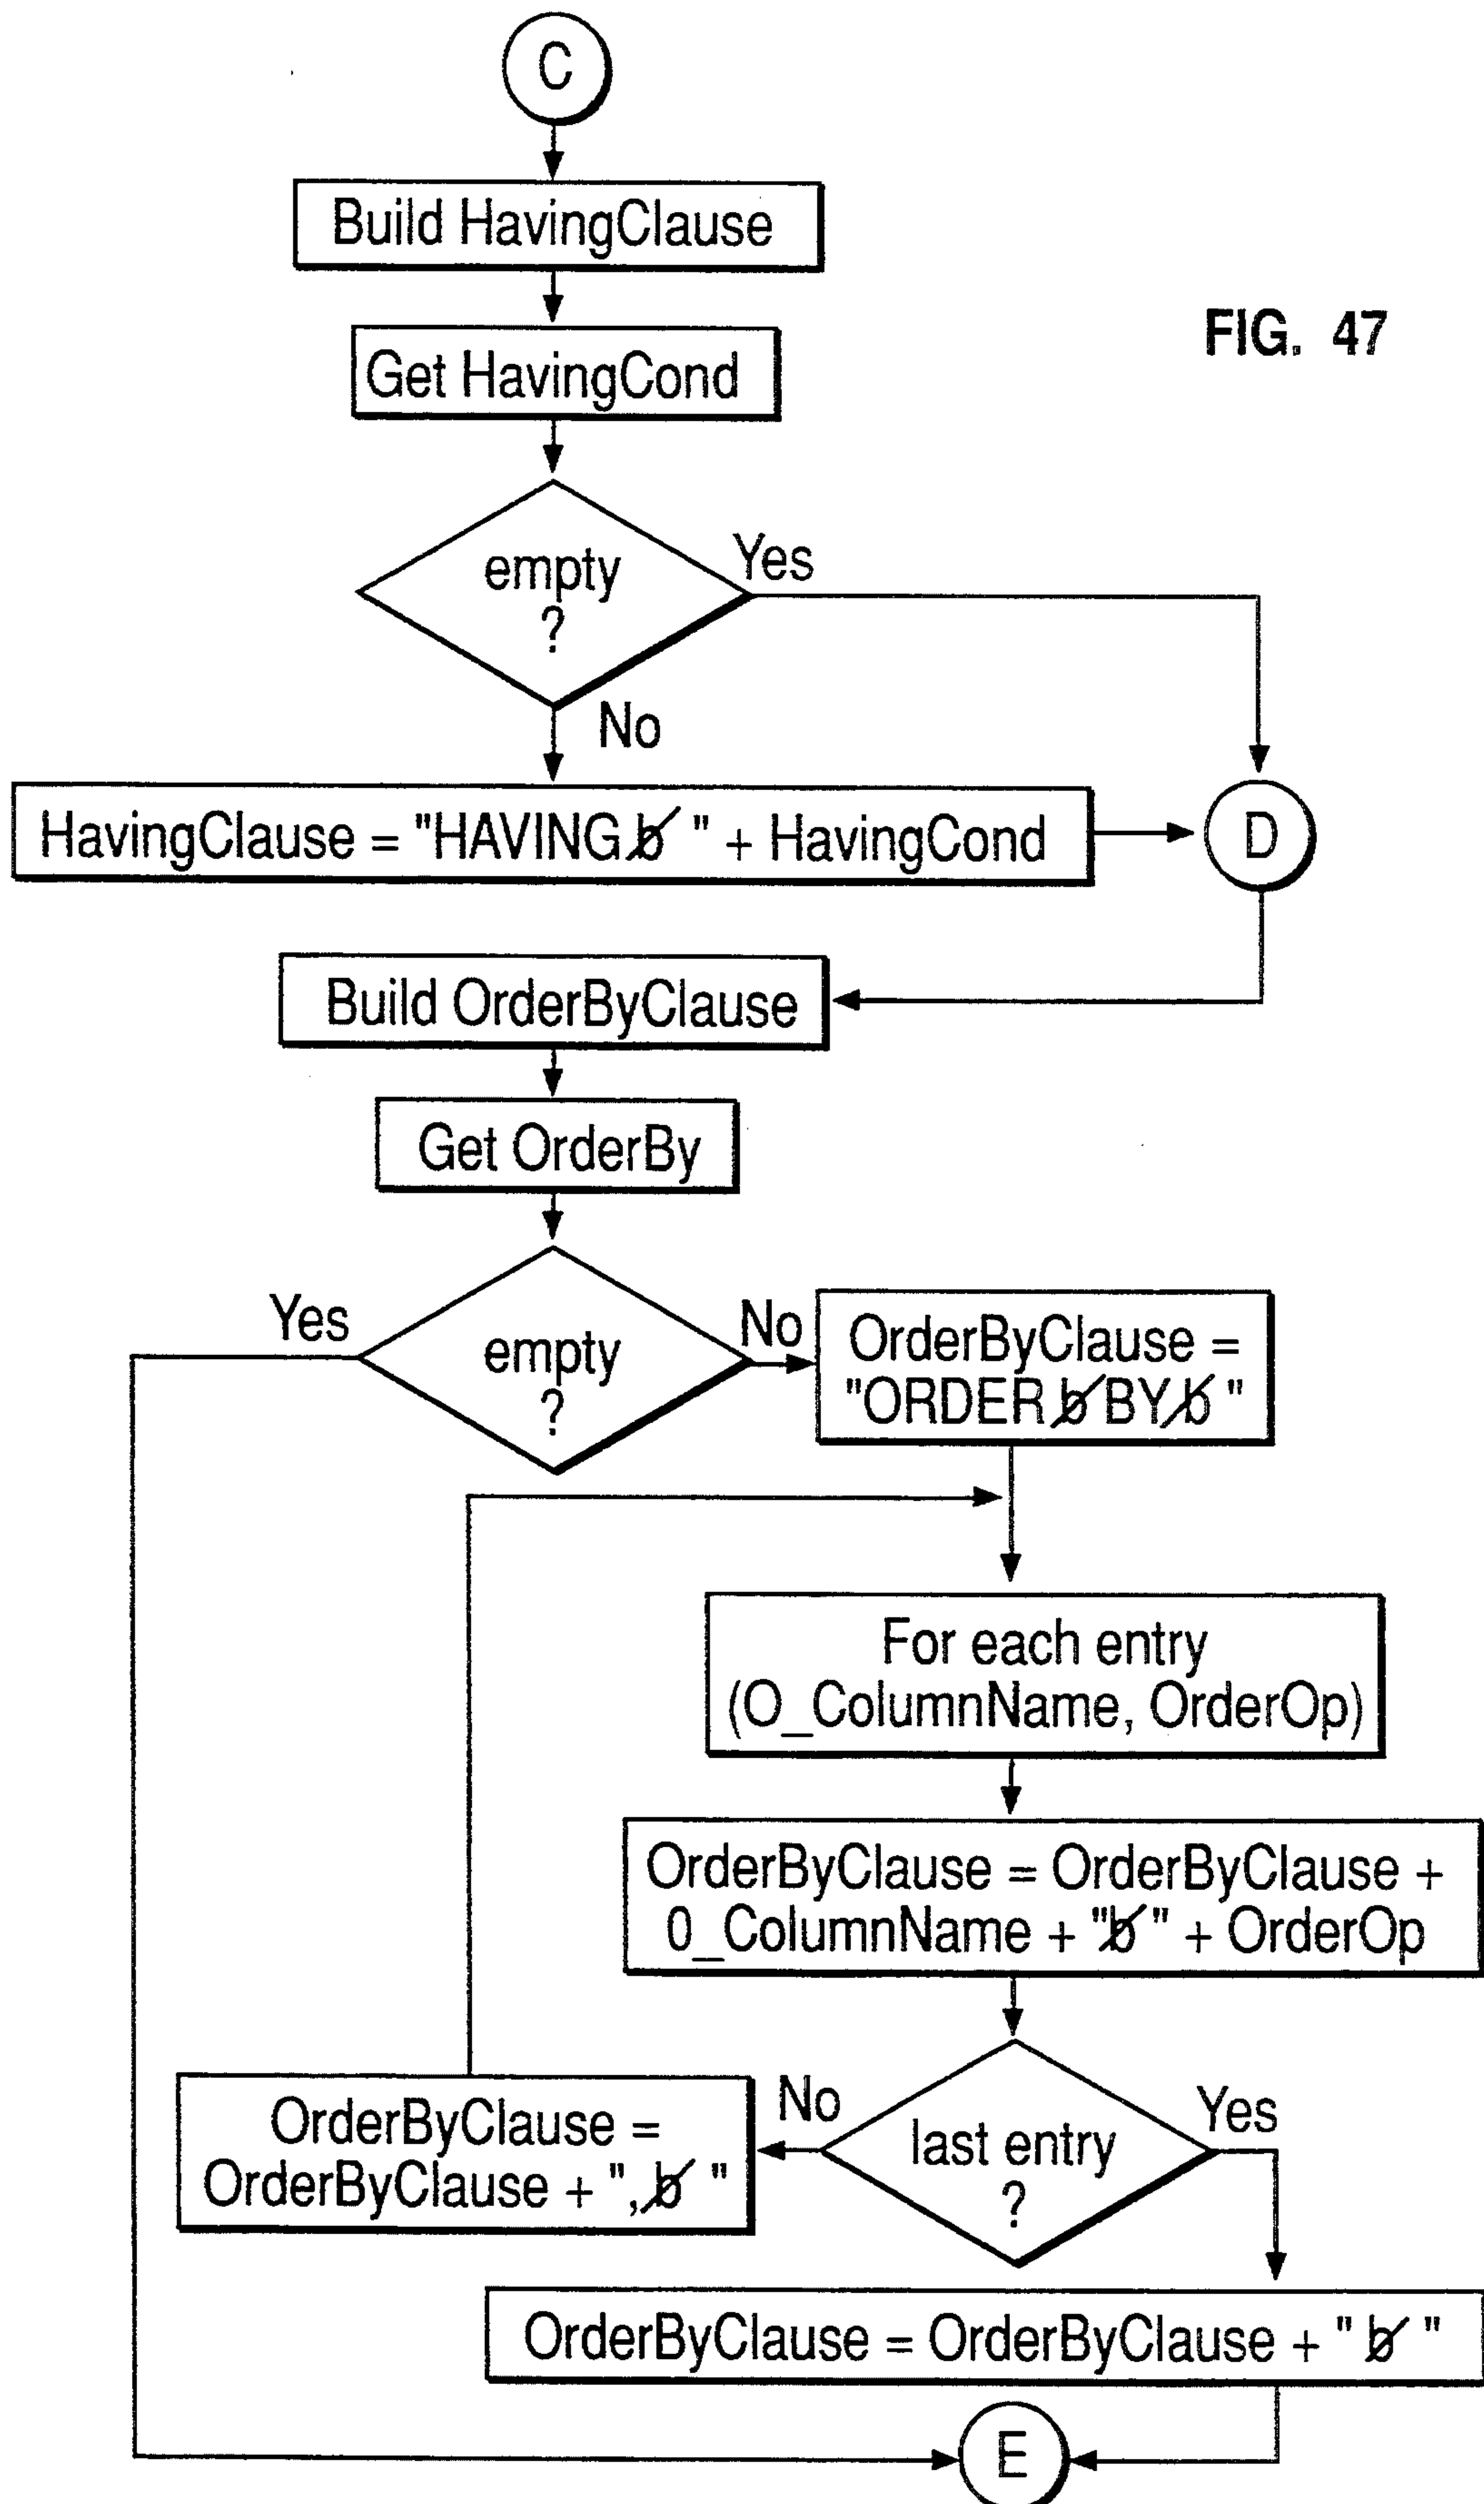 C
Build HavingClause
FIG. 47
Get HavingCond
empty
?
Yes
No
HavingClause = "HAVING b̸ " + HavingCond
D
Build OrderByClause
Get OrderBy
Yes
empty
?
No
OrderByClause =
"ORDER b̸ BY b̸ "
For each entry
(O_ColumnName, OrderOp)
OrderByClause = OrderByClause +
0_ColumnName + "b̸ " + OrderOp
OrderByClause =
OrderByClause + ", b̸ "
No
last entry
?
Yes
OrderByClause = OrderByClause + " b̸ "
E